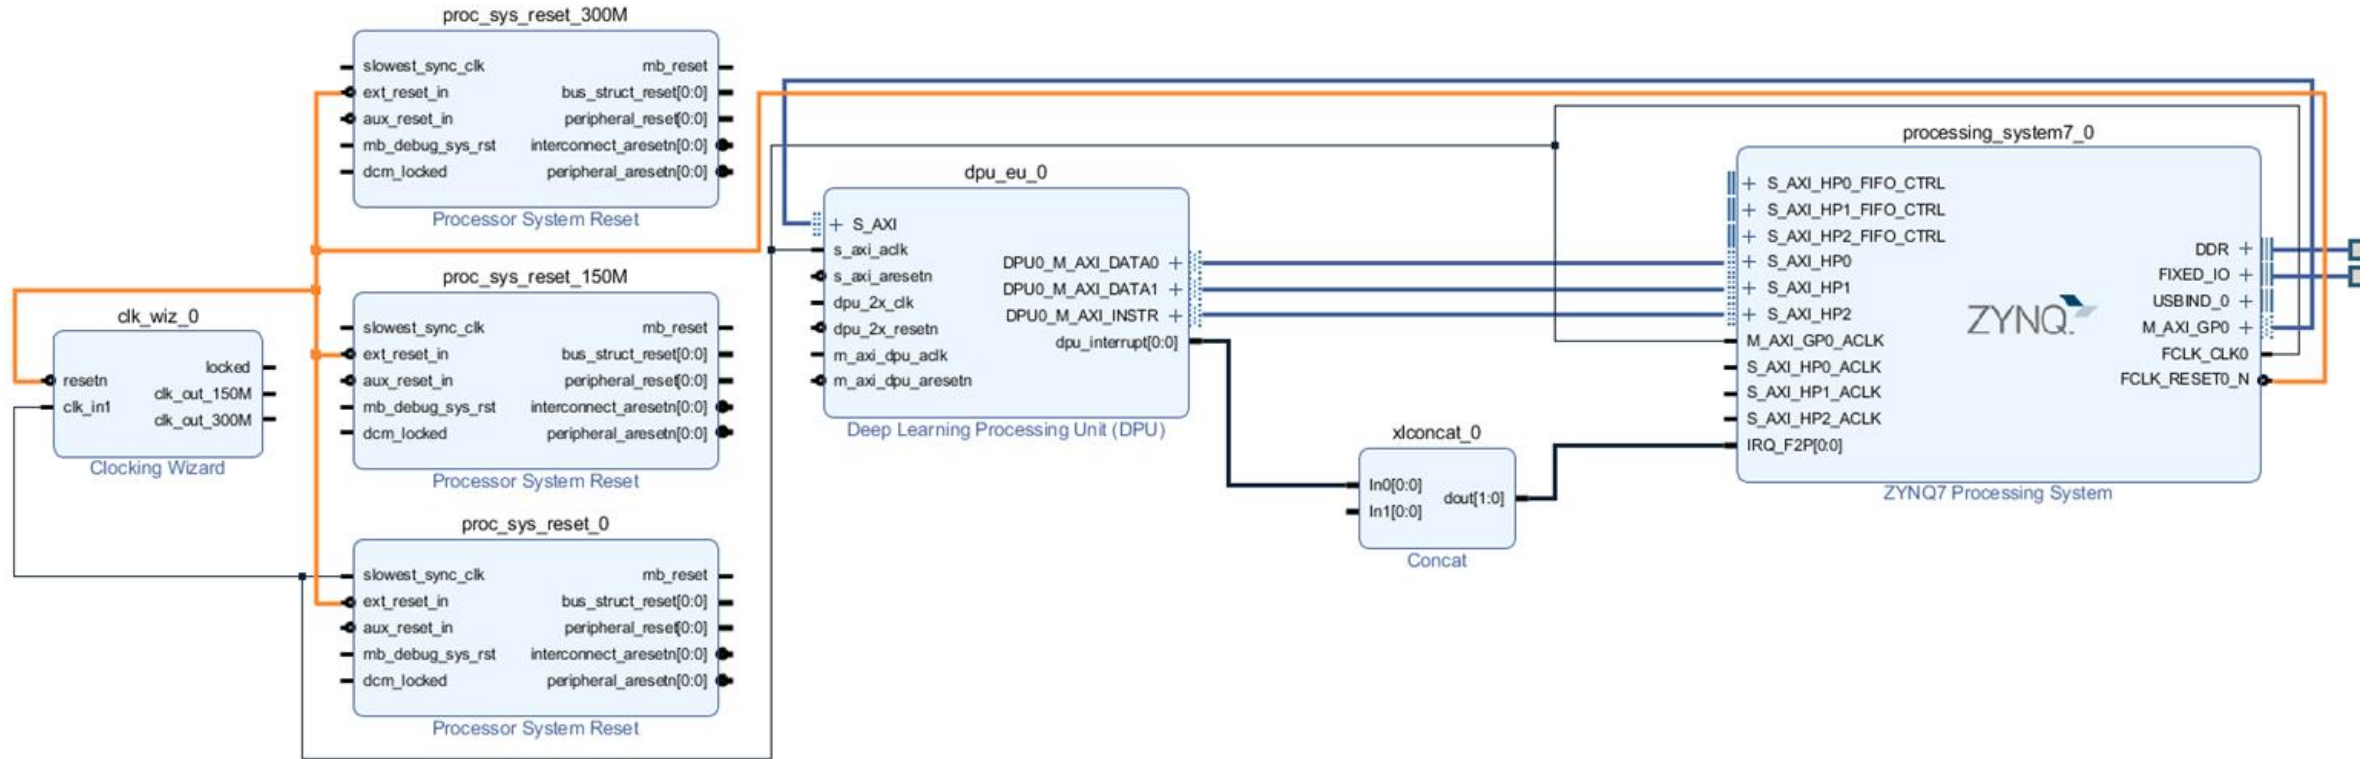 proc_sys_reset_300M
slowest_sync_clk
ext_reset_in
aux_reset_in
mb_debug_sys_rst
dcm_locked
mb_reset
bus_struct_reset[0:0]
peripheral_reset[0:0]
interconnect_aresetn[0:0]
peripheral_aresetn[0:0]
Processor System Reset
proc_sys_reset_150M
slowest_sync_clk
ext_reset_in
aux_reset_in
mb_debug_sys_rst
dcm_locked
mb_reset
bus_struct_reset[0:0]
peripheral_reset[0:0]
interconnect_aresetn[0:0]
peripheral_aresetn[0:0]
Processor System Reset
clk_wiz_0
resetn
clk_in1
locked
clk_out_150M
clk_out_300M
Clocking Wizard
proc_sys_reset_0
slowest_sync_clk
ext_reset_in
aux_reset_in
mb_debug_sys_rst
dcm_locked
mb_reset
bus_struct_reset[0:0]
peripheral_reset[0:0]
interconnect_aresetn[0:0]
peripheral_aresetn[0:0]
Processor System Reset
dpu_eu_0
S_AXI
s_axi_aclk
s_axi_aresetn
dpu_2x_clk
dpu_2x_resetn
m_axi_dpu_aclk
m_axi_dpu_aresetn
DPU0_M_AXI_DATA0
DPU0_M_AXI_DATA1
DPU0_M_AXI_INSTR
dpu_interrupt[0:0]
Deep Learning Processing Unit (DPU)
xlconcat_0
In0[0:0]
In1[0:0]
dout[1:0]
Concat
processing_system7_0
S_AXI_HP0_FIFO_CTRL
S_AXI_HP1_FIFO_CTRL
S_AXI_HP2_FIFO_CTRL
S_AXI_HP0
S_AXI_HP1
S_AXI_HP2
M_AXI_GP0_ACLK
S_AXI_HP0_ACLK
S_AXI_HP1_ACLK
S_AXI_HP2_ACLK
IRQ_F2P[0:0]
ZYNQ
DDR
FIXED_IO
USBIND_0
M_AXI_GP0
FCLK_CLK0
FCLK_RESET0_N
ZYNQ7 Processing System